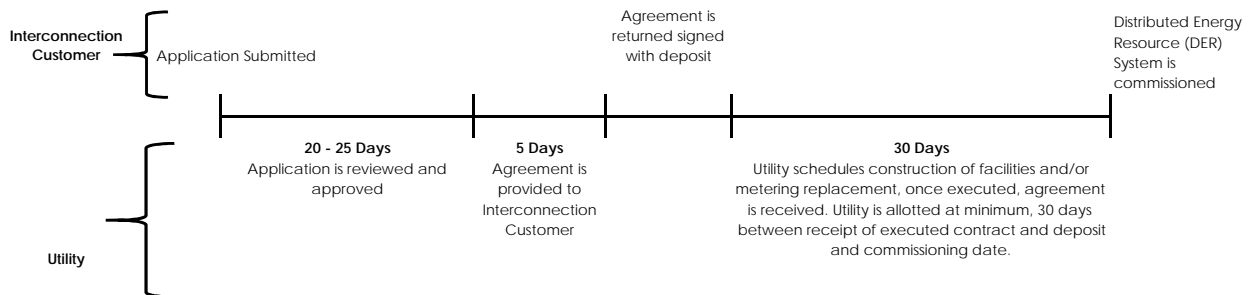 Interconnection
Customer
Application Submitted
Agreement is
returned signed
with deposit
Distributed Energy
Resource (DER)
System is
commissioned
20 - 25 Days
Application is reviewed and
approved
5 Days
Agreement is
provided to
Interconnection
Customer
30 Days
Utility schedules construction of facilities and/or
metering replacement, once executed, agreement
is received. Utility is allotted at minimum, 30 days
between receipt of executed contract and deposit
and commissioning date.
Utility